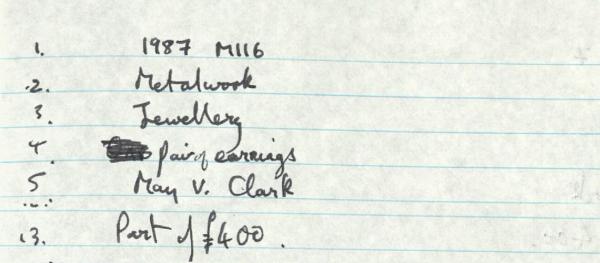 1. 1987 M116
.2. Metalwork
3. Jewellery
4. pair of earrings
5 May V. Clark
13. Part of £400.